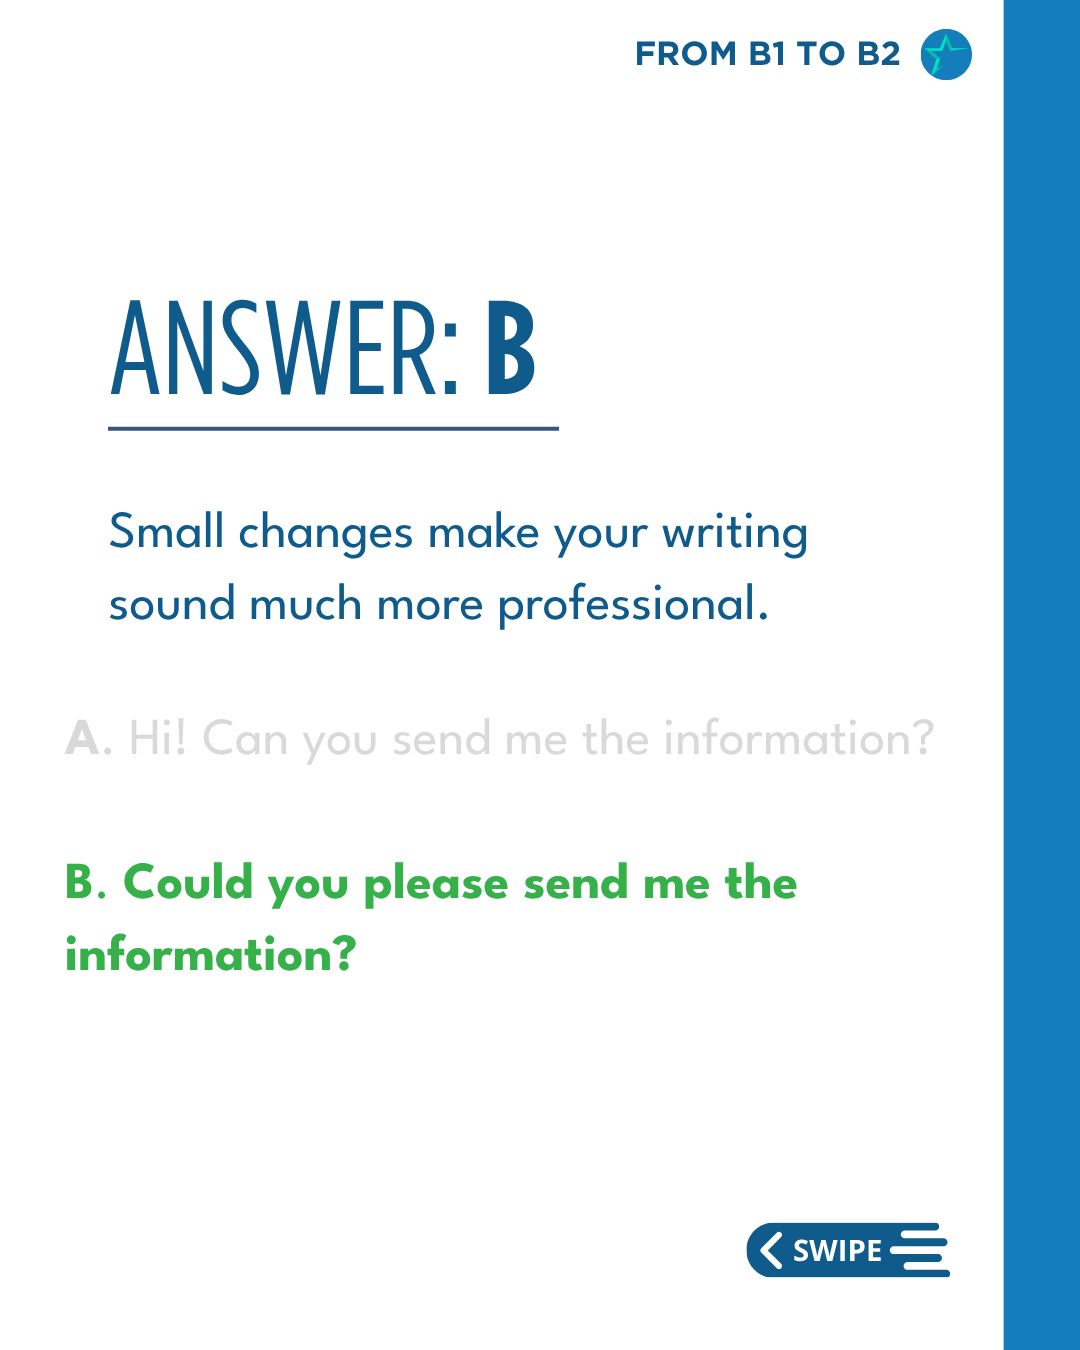 FROM B1 TO B2
ANSWER: B
Small changes make your writing
sound much more professional.
A. Hi! Can you send me the information?
B. Could you please send me the
information?
SWIPE